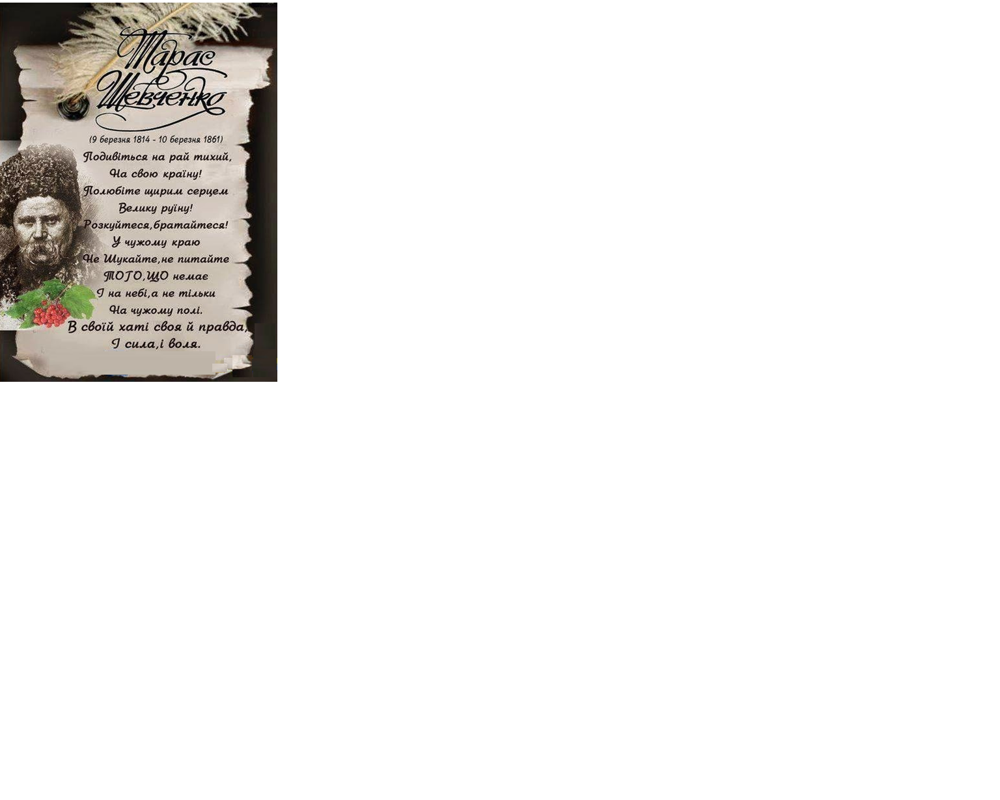 Тарас
Шевченко
(9 березня 1814 - 10 березня 1861)
Подивіться на рай тихий,
На свою країну!
Полюбіте щирим серцем
Велику руїну!
Розкуйтеся,братайтеся!
У чужому краю
Не Шукайте,не питайте
ТОГО,ЩО немає
І на небі,а не тільки
На чужому полі.
В своїй хаті своя й правда,
І сила,і воля.